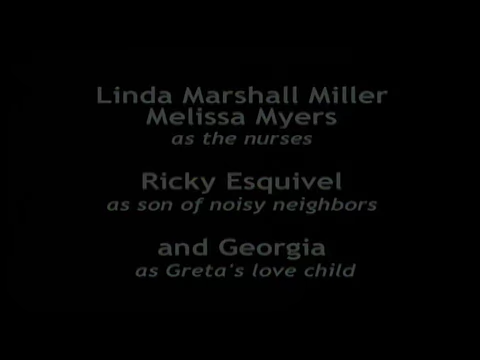 Linda Marshall Miller
Melissa Myers
as the nurses
Ricky Esquivel
as son of noisy neighbors
and Georgia
as Greta's love child